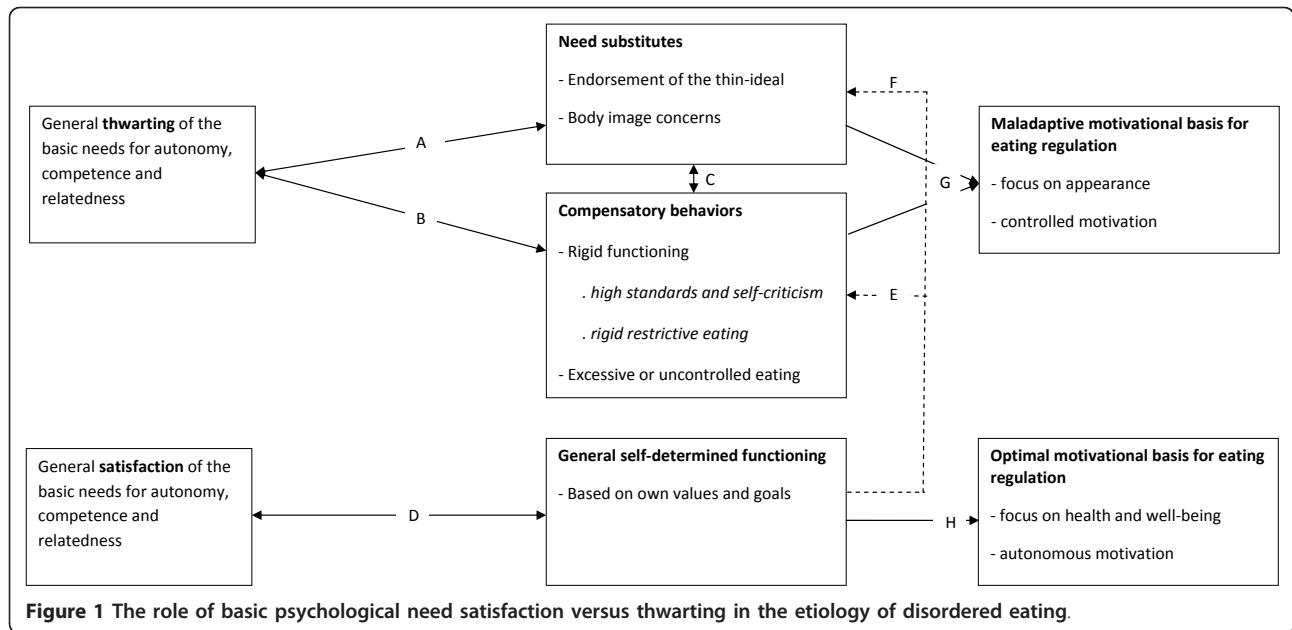 Need substitutes
- Endorsement of the thin-ideal
- Body image concerns
General thwarting of the
basic needs for autonomy,
competence and
relatedness
A
B
C
F
G
Maladaptive motivational basis for
eating regulation
- focus on appearance
- controlled motivation
Compensatory behaviors
- Rigid functioning
. high standards and self-criticism
. rigid restrictive eating
- Excessive or uncontrolled eating
E
General satisfaction of the
basic needs for autonomy,
competence and
relatedness
D
General self-determined functioning
- Based on own values and goals
H
Optimal motivational basis for eating
regulation
- focus on health and well-being
- autonomous motivation
Figure 1 The role of basic psychological need satisfaction versus thwarting in the etiology of disordered eating.